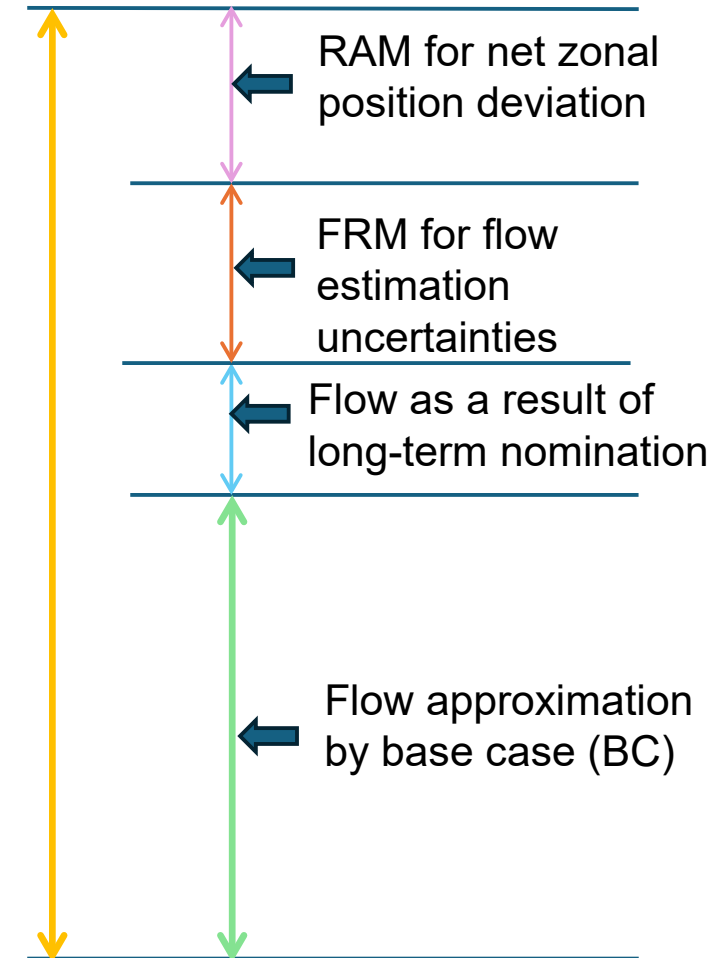 RAM for net zonal
position deviation
FRM for flow
estimation
uncertainties
Flow as a result of
long-term nomination
Flow approximation
by base case (BC)